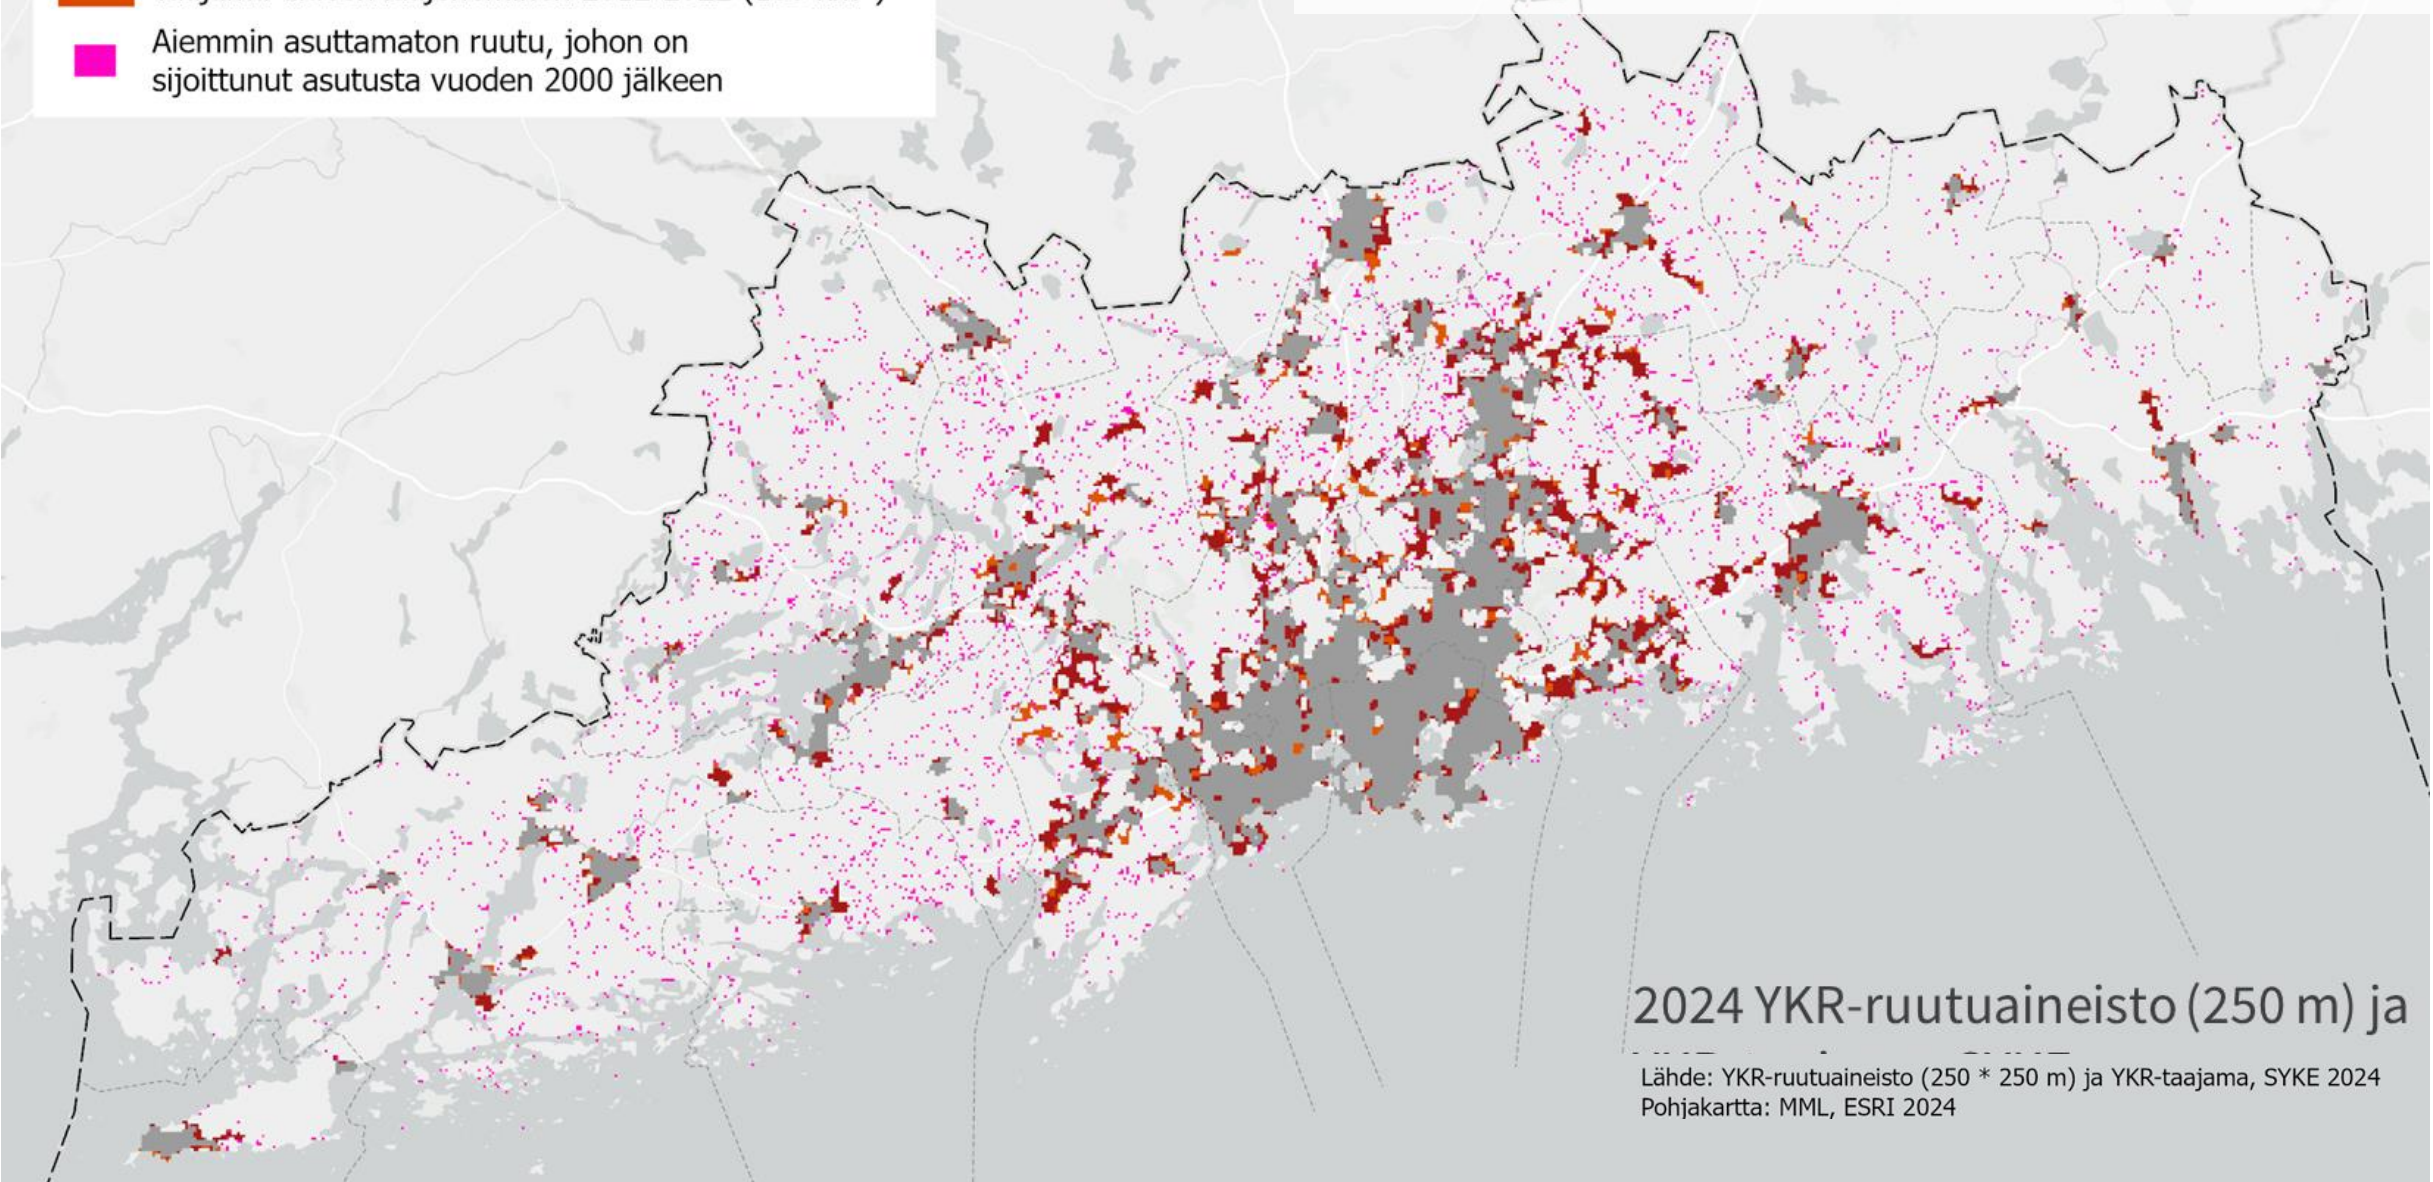 Aiemmin asuttamaton ruutu, johon on
sijoittunut asutusta vuoden 2000 jälkeen
2024 YKR-ruutuaineisto (250 m) ja
Lähde: YKR-ruutuaineisto (250 * 250 m) ja YKR-taajama, SYKE 2024
Pohjakartta: MML, ESRI 2024